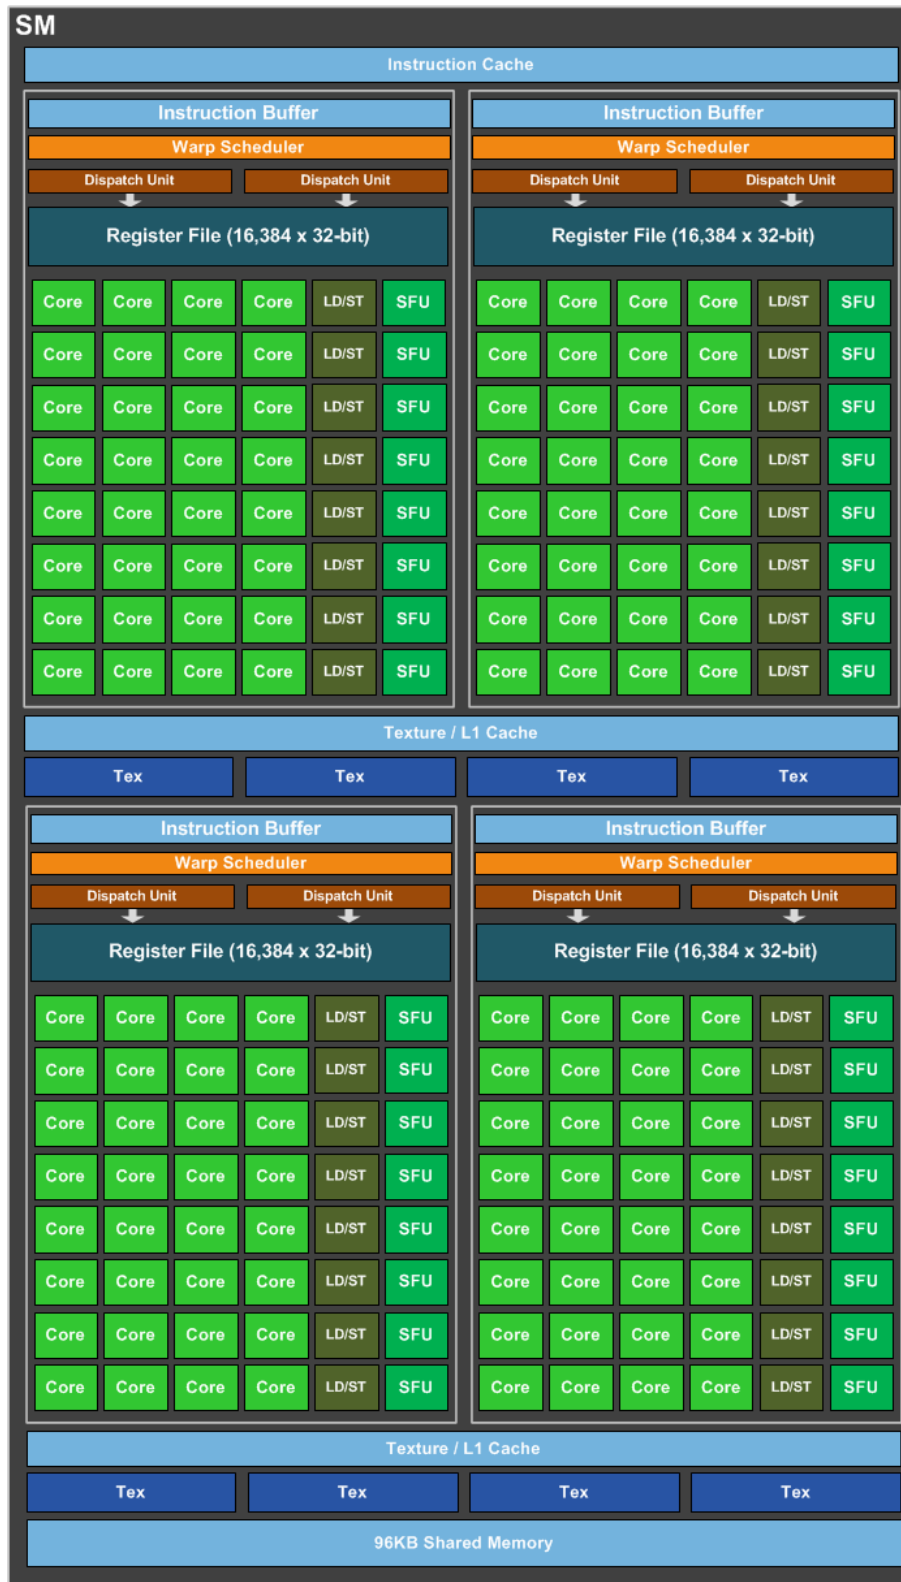 SM
Instruction Cache
Instruction Buffer Instruction Buffer
Warp Scheduler Warp Scheduler
Dispatch Unit Dispatch Unit Dispatch Unit Dispatch Unit
Register File (16,384 x 32-bit) Register File (16,384 x 32-bit)
Core Core Core Core LD/ST SFU Core Core Core Core LD/ST SFU
Core Core Core Core LD/ST SFU Core Core Core Core LD/ST SFU
Core Core Core Core LD/ST SFU Core Core Core Core LD/ST SFU
Core Core Core Core LD/ST SFU Core Core Core Core LD/ST SFU
Core Core Core Core LD/ST SFU Core Core Core Core LD/ST SFU
Core Core Core Core LD/ST SFU Core Core Core Core LD/ST SFU
Core Core Core Core LD/ST SFU Core Core Core Core LD/ST SFU
Core Core Core Core LD/ST SFU Core Core Core Core LD/ST SFU
Texture / L1 Cache
Tex Tex Tex Tex
Instruction Buffer Instruction Buffer
Warp Scheduler Warp Scheduler
Dispatch Unit Dispatch Unit Dispatch Unit Dispatch Unit
Register File (16,384 x 32-bit) Register File (16,384 x 32-bit)
Core Core Core Core LD/ST SFU Core Core Core Core LD/ST SFU
Core Core Core Core LD/ST SFU Core Core Core Core LD/ST SFU
Core Core Core Core LD/ST SFU Core Core Core Core LD/ST SFU
Core Core Core Core LD/ST SFU Core Core Core Core LD/ST SFU
Core Core Core Core LD/ST SFU Core Core Core Core LD/ST SFU
Core Core Core Core LD/ST SFU Core Core Core Core LD/ST SFU
Core Core Core Core LD/ST SFU Core Core Core Core LD/ST SFU
Core Core Core Core LD/ST SFU Core Core Core Core LD/ST SFU
Texture / L1 Cache
Tex Tex Tex Tex
96KB Shared Memory